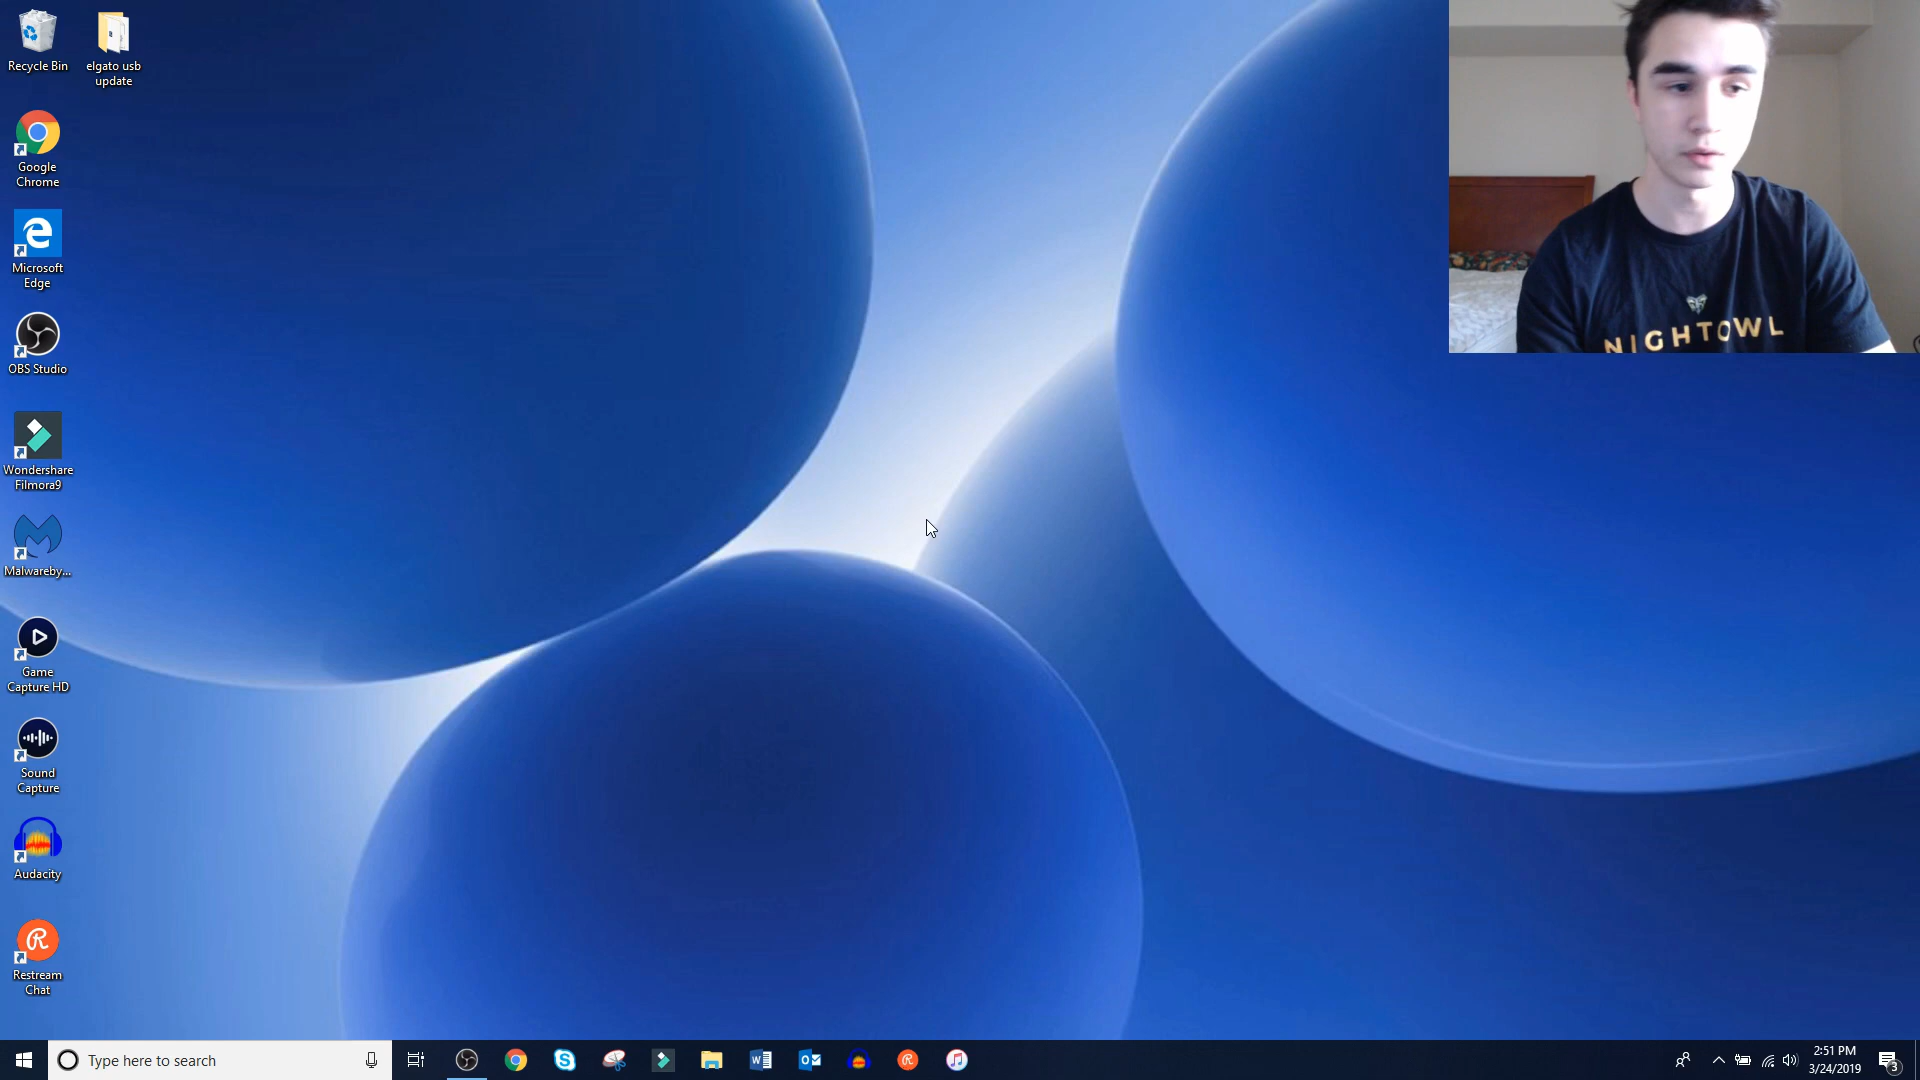 Recycle Bin
elgato usb
update
Google
Chrome
Microsoft
Edge
OBS Studio
Wondershare
Filmora9
Malwareby...
Game
Capture HD
Sound
Capture
Audacity
Restream
Chat
NIGHTOWL
Type here to search
2:51 PM
3/24/2019
3